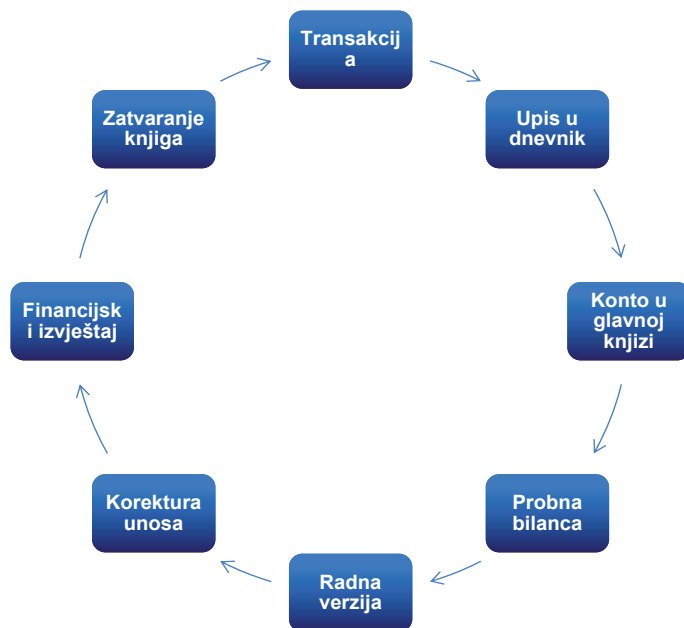 Transakcij
a
Upis u
dnevnik
Konto u
glavnoj
knjizi
Probna
bilanca
Radna
verzija
Korektura
unosa
Financijsk
i izvještaj
Zatvaranje
knjiga